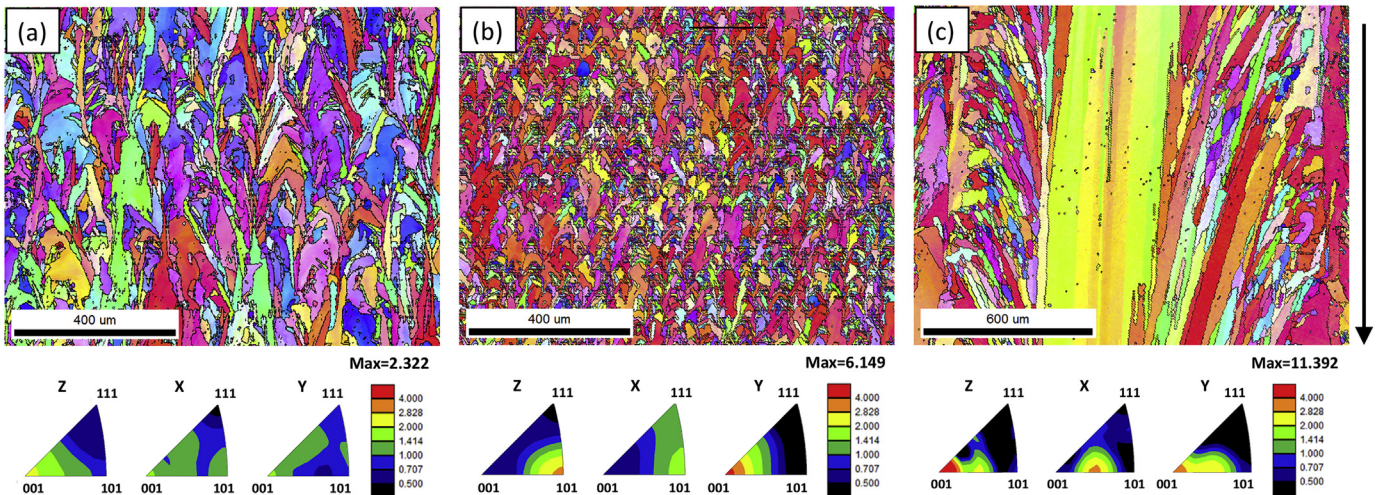 (a)
(b)
(c)
400 um
400 um
600 um
Max=2.322
Max=6.149
Max=11.392
Z 111 X 111 Y 111
4.000
2.828
2.000
1.414
1.000
0.707
0.500
001 101 001 101 001 101
Z 111 X 111 Y 111
4.000
2.828
2.000
1.414
1.000
0.707
0.500
001 101 001 101 001 101
Z 111 X 111 Y 111
4.000
2.828
2.000
1.414
1.000
0.707
0.500
001 101 001 101 001 101